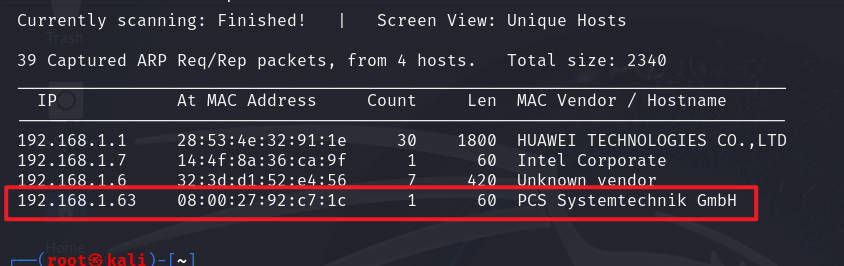 Currently scanning: Finished!   |   Screen View: Unique Hosts
Trash
39 Captured ARP Req/Rep packets, from 4 hosts.   Total size: 2340
IP            At MAC Address     Count     Len  MAC Vendor / Hostname
192.168.1.1     28:53:4e:32:91:1e     30    1800  HUAWEI TECHNOLOGIES CO.,LTD
192.168.1.7     14:4f:8a:36:ca:9f      1      60  Intel Corporate
192.168.1.6     32:3d:d1:52:e4:56      7     420  Unknown vendor
192.168.1.63    08:00:27:92:c7:1c      1      60  PCS Systemtechnik GmbH
Home
┌──(root㉿kali)-[~]